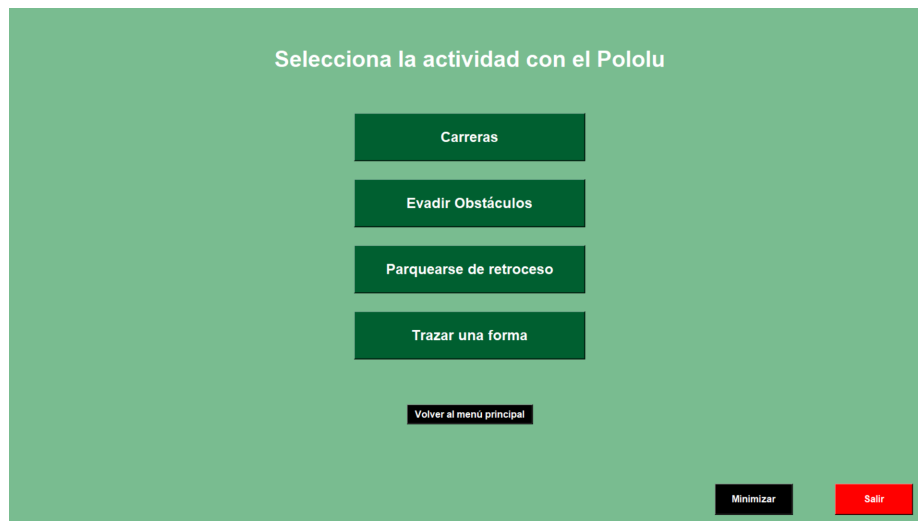 Selecciona la actividad con el Pololu
Carreras
Evadir Obstáculos
Parquearse de retroceso
Trazar una forma
Volver al menú principal
Minimizar
Salir